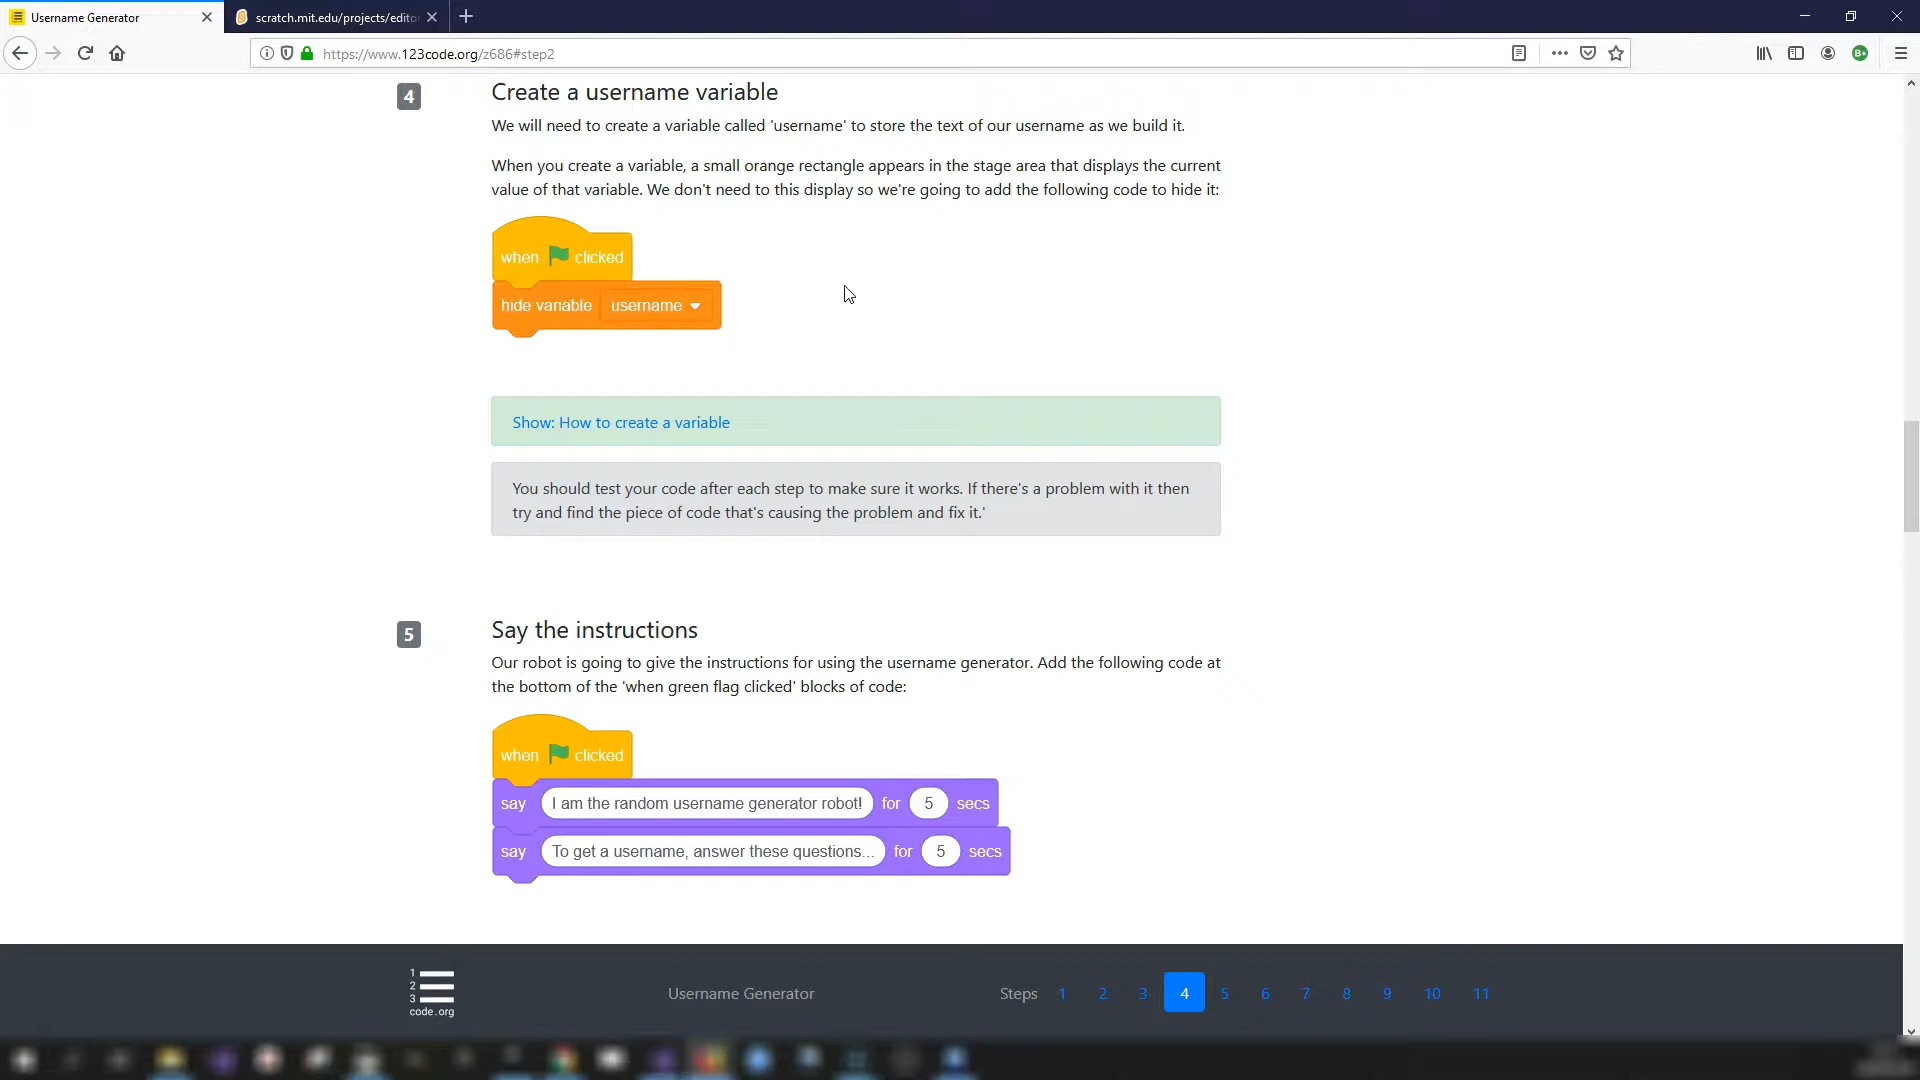 Username Generator
scratch.mit.edu/projects/edito
https://www.123code.org/z686#step2
4
Create a username variable
We will need to create a variable called 'username' to store the text of our username as we build it.
When you create a variable, a small orange rectangle appears in the stage area that displays the current
value of that variable. We don't need to this display so we're going to add the following code to hide it:
when clicked
hide variable username
Show: How to create a variable
You should test your code after each step to make sure it works. If there's a problem with it then
try and find the piece of code that's causing the problem and fix it.'
5
Say the instructions
Our robot is going to give the instructions for using the username generator. Add the following code at
the bottom of the 'when green flag clicked' blocks of code:
when clicked
say I am the random username generator robot! for 5 secs
say To get a username, answer these questions... for 5 secs
1
2
3
code.org
Username Generator
Steps 1 2 3 4 5 6 7 8 9 10 11